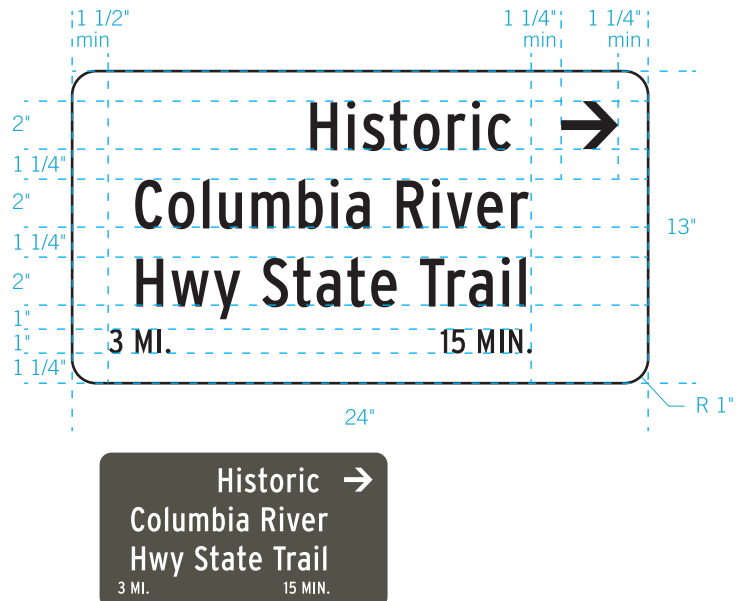 1 1/2" 1 1/4" 1 1/4"
min min min
Historic →
2"
1 1/4"
Columbia River
2"
1 1/4"
13"
Hwy State Trail
2"
1"
3 MI. 15 MIN.
1"
1 1/4"
R 1"
24"
Historic →
Columbia River
Hwy State Trail
3 MI. 15 MIN.